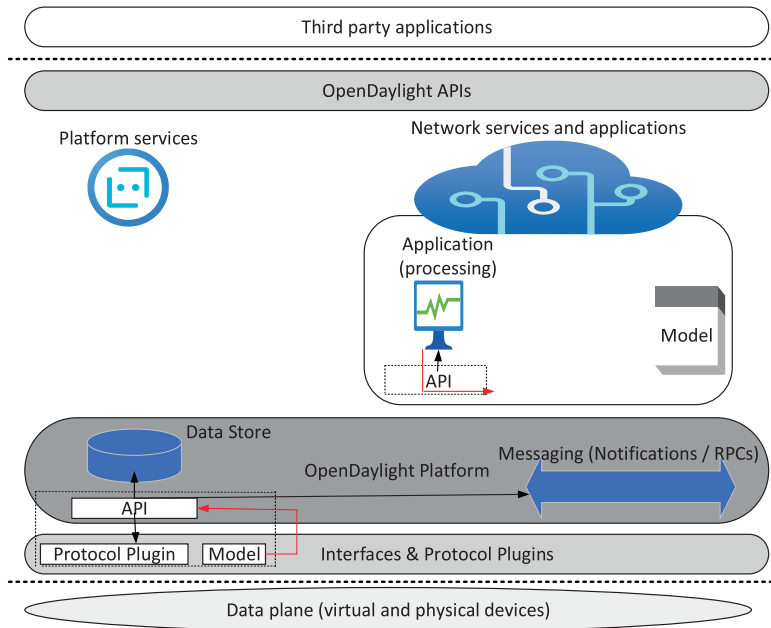 Third party applications
OpenDaylight APIs
Platform services
Network services and applications
Application
(processing)
Model
API
Data Store
Messaging (Notifications / RPCs)
OpenDaylight Platform
API
Protocol Plugin
Model
Interfaces & Protocol Plugins
Data plane (virtual and physical devices)